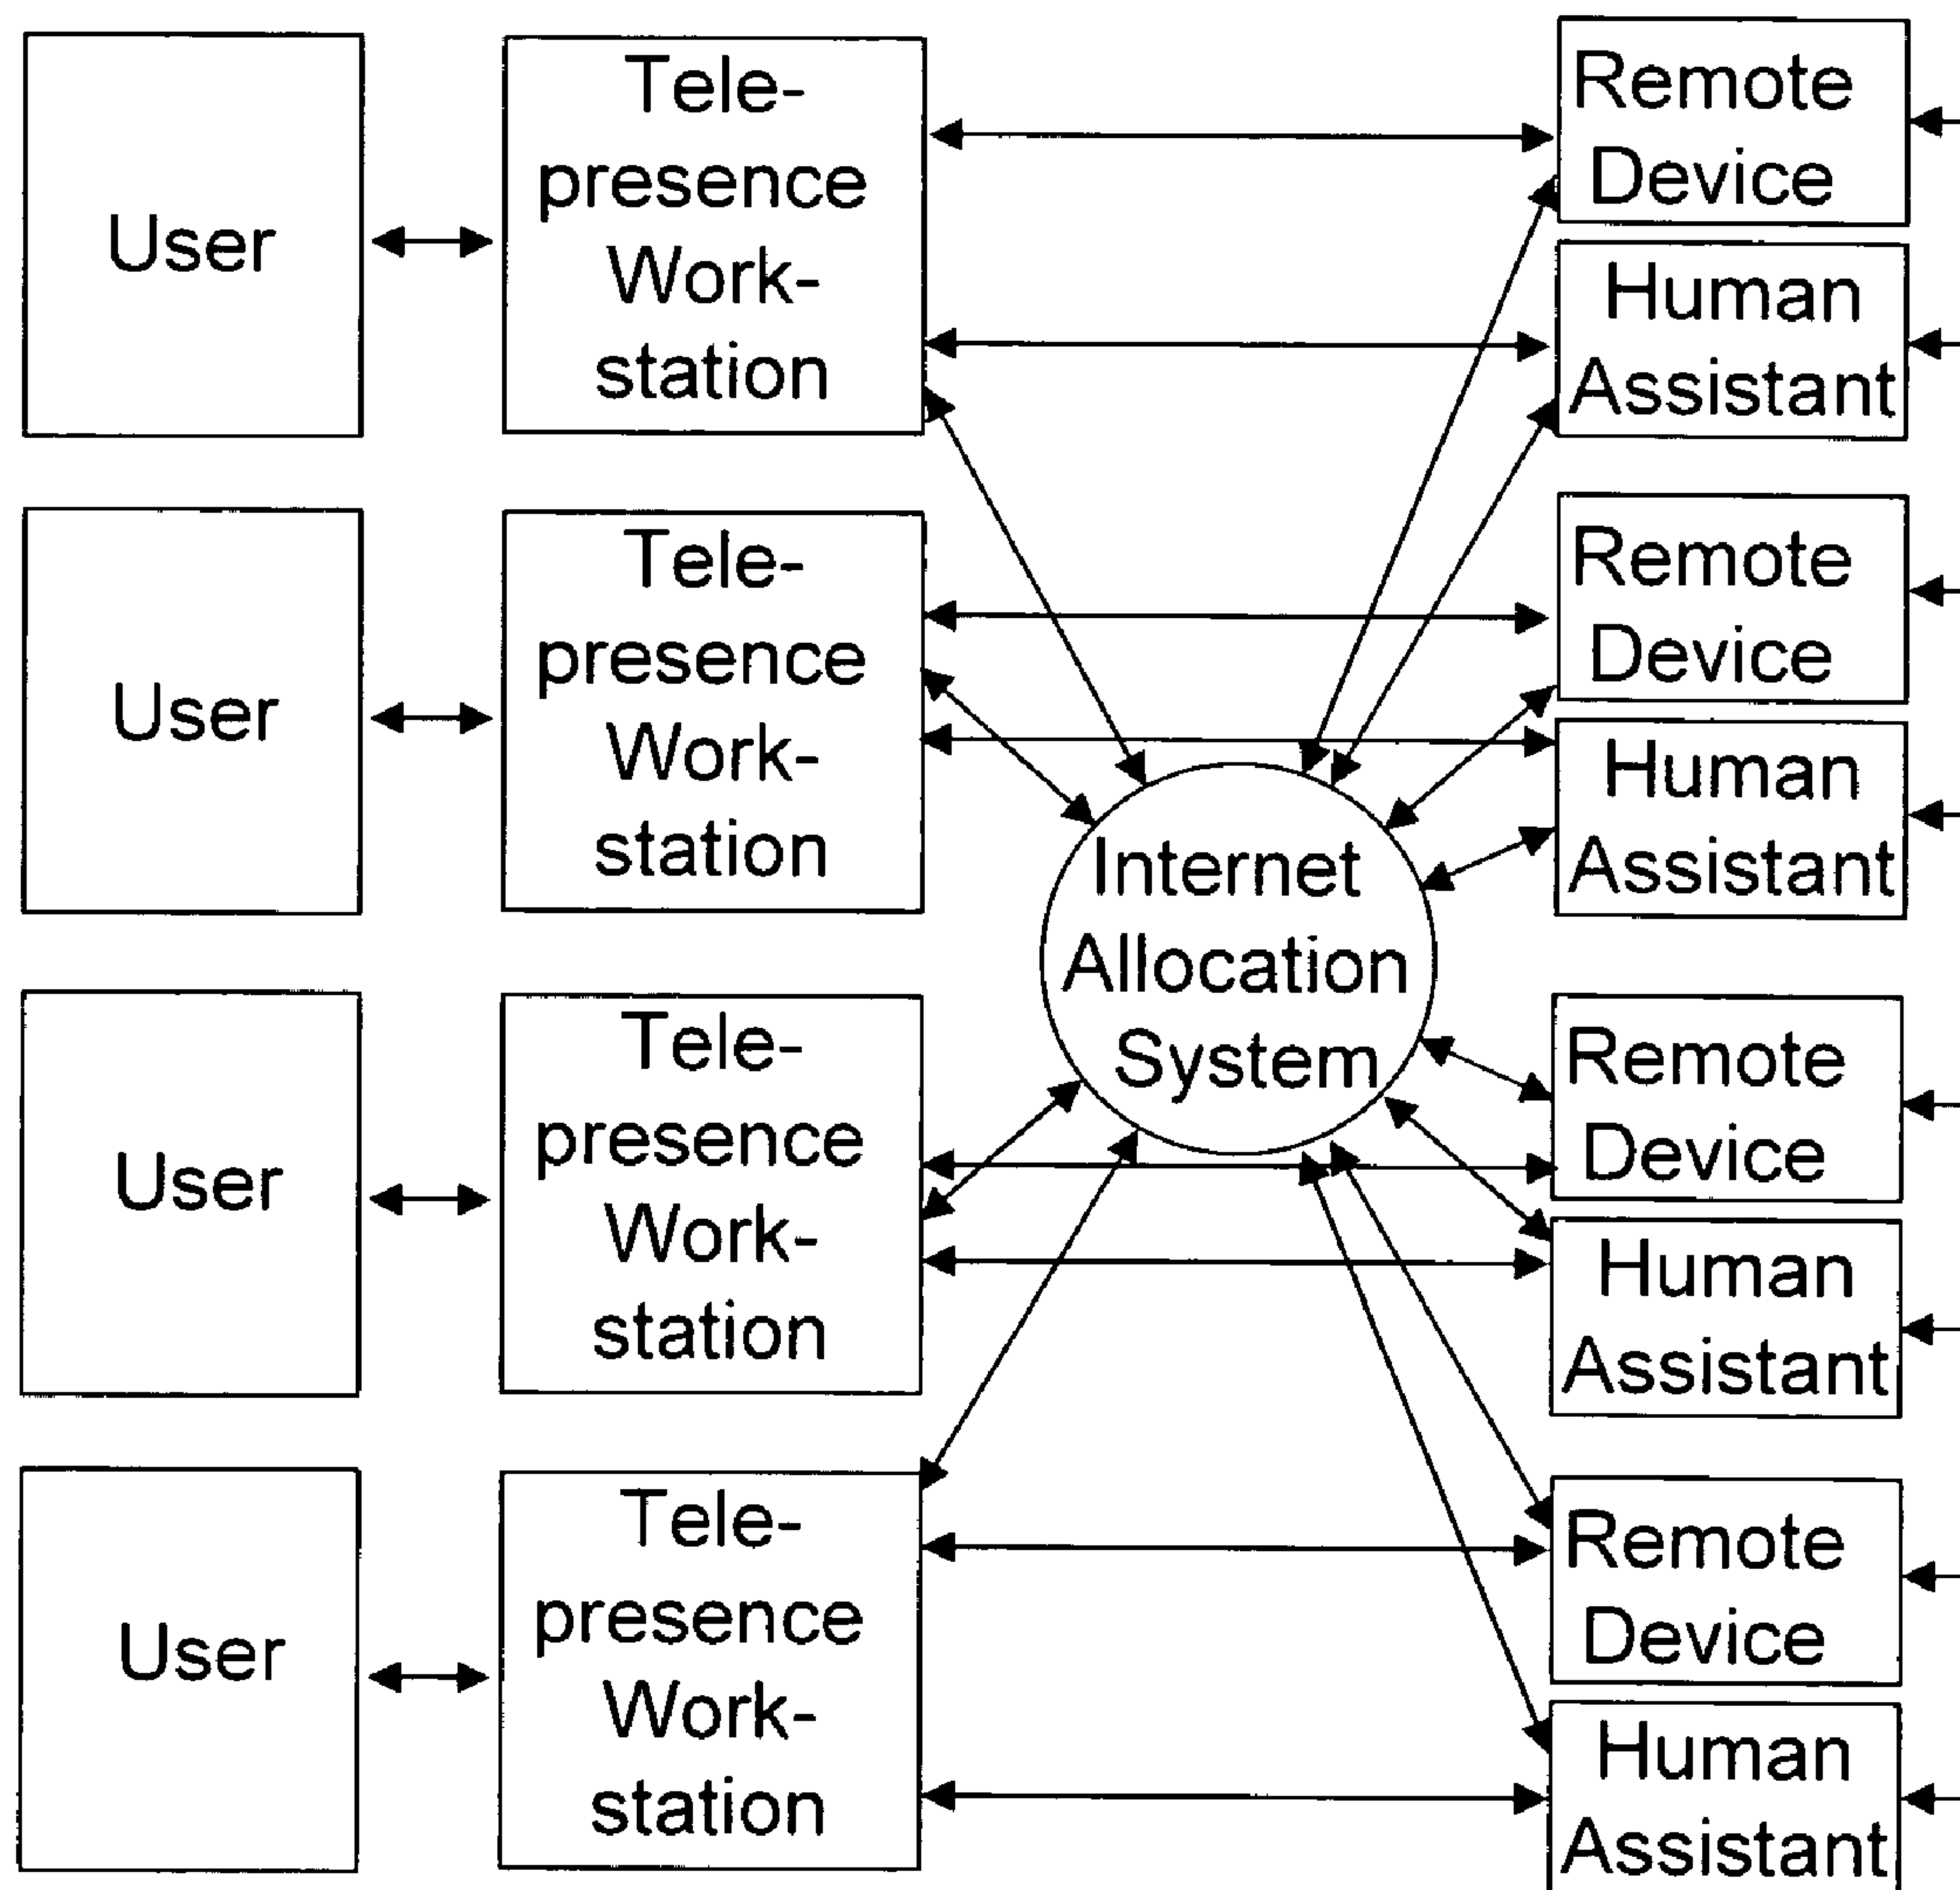 User
Tele-
presence
Work-
station
Remote
Device
Human
Assistant
User
Tele-
presence
Work-
station
Remote
Device
Human
Assistant
Internet
Allocation
System
User
Tele-
presence
Work-
station
Remote
Device
Human
Assistant
User
Tele-
presence
Work-
station
Remote
Device
Human
Assistant